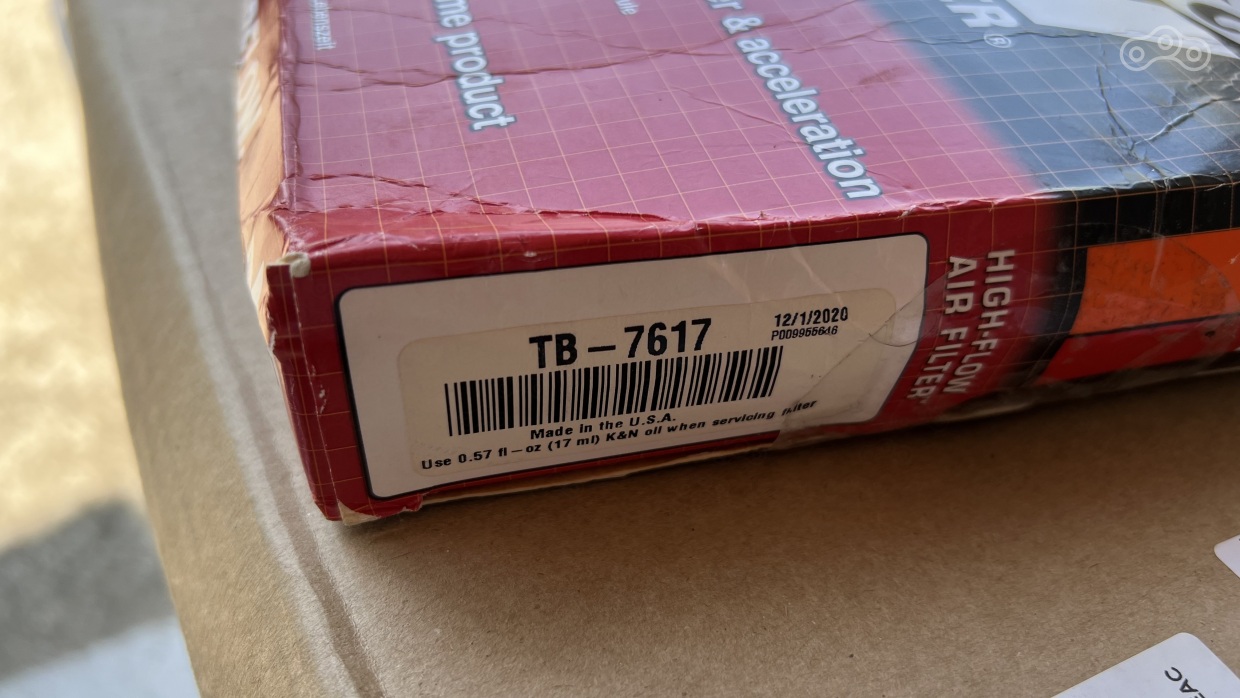 me product
& acceleration
R®
TB–7617
12/1/2020
P009955646
Made in the U.S.A.
Use 0.57 fl–oz (17 ml) K&N oil when servicing filter
HIGH-FLOW
AIR FILTER
EAC